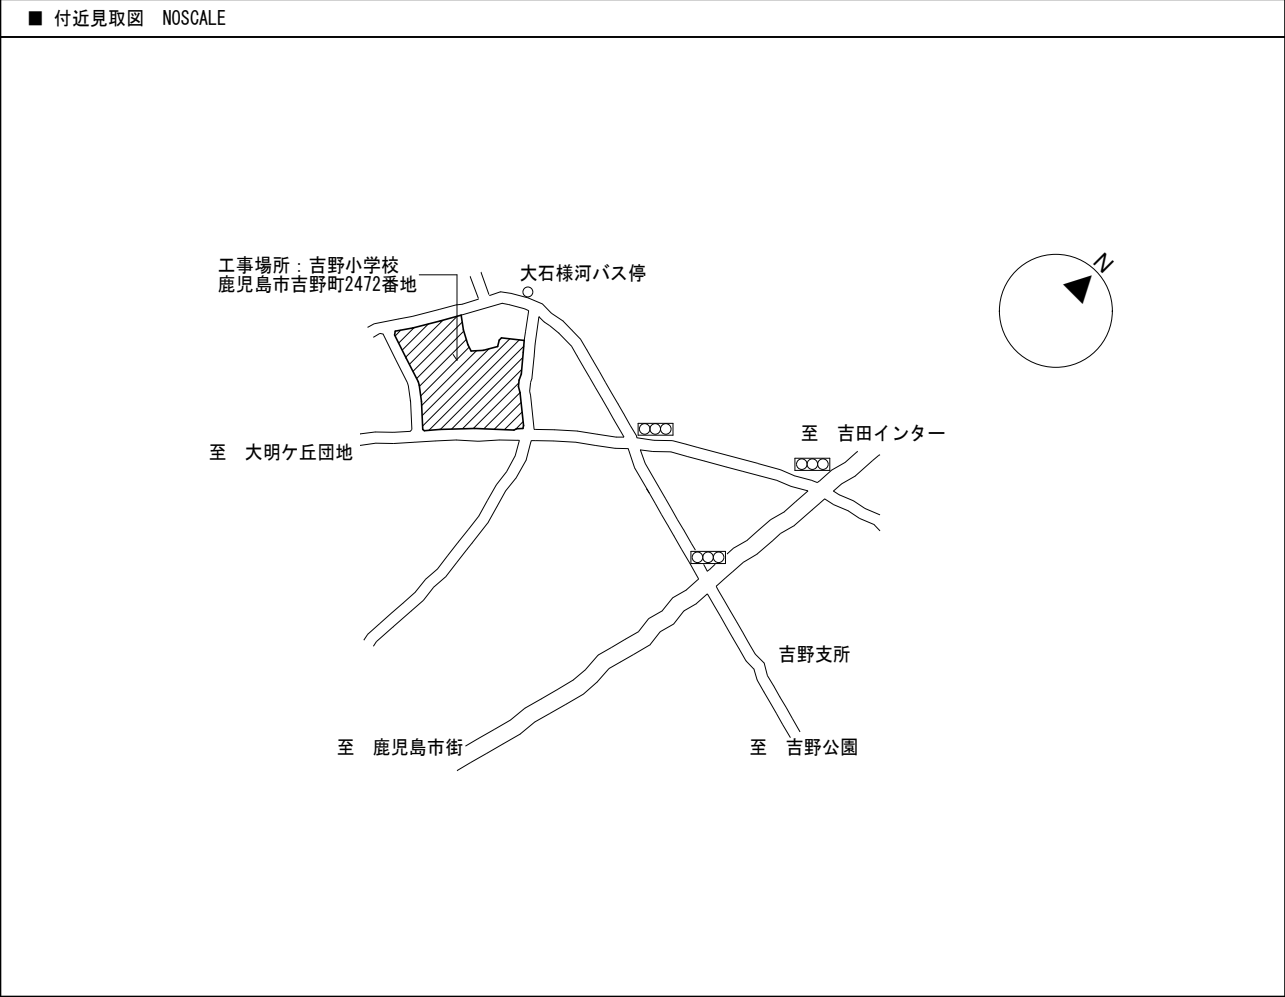 ■ 付近見取図 NOSCALE
工事場所：吉野小学校
鹿児島市吉野町2472番地
大石様河バス停
N
至 吉田インター
至 大明ケ丘団地
吉野支所
至 鹿児島市街
至 吉野公園